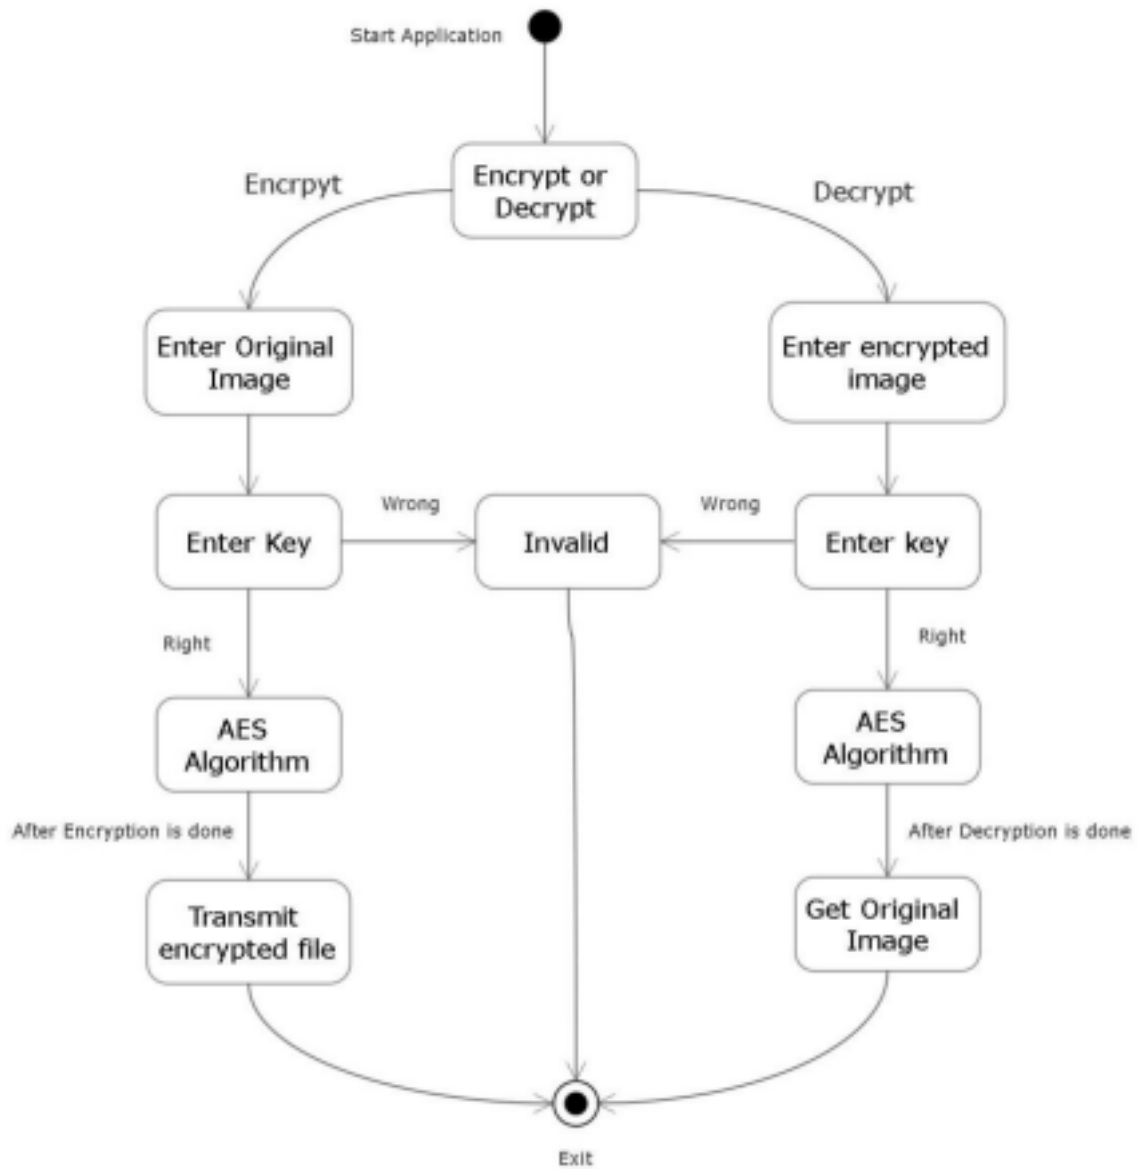 Start Application
Encrypt or
Decrypt
Encrpyt
Decrypt
Enter Original
Image
Enter encrypted
image
Enter Key
Wrong
Invalid
Wrong
Enter key
Right
Right
AES
Algorithm
AES
Algorithm
After Encryption is done
After Decryption is done
Transmit
encrypted file
Get Original
Image
Exit